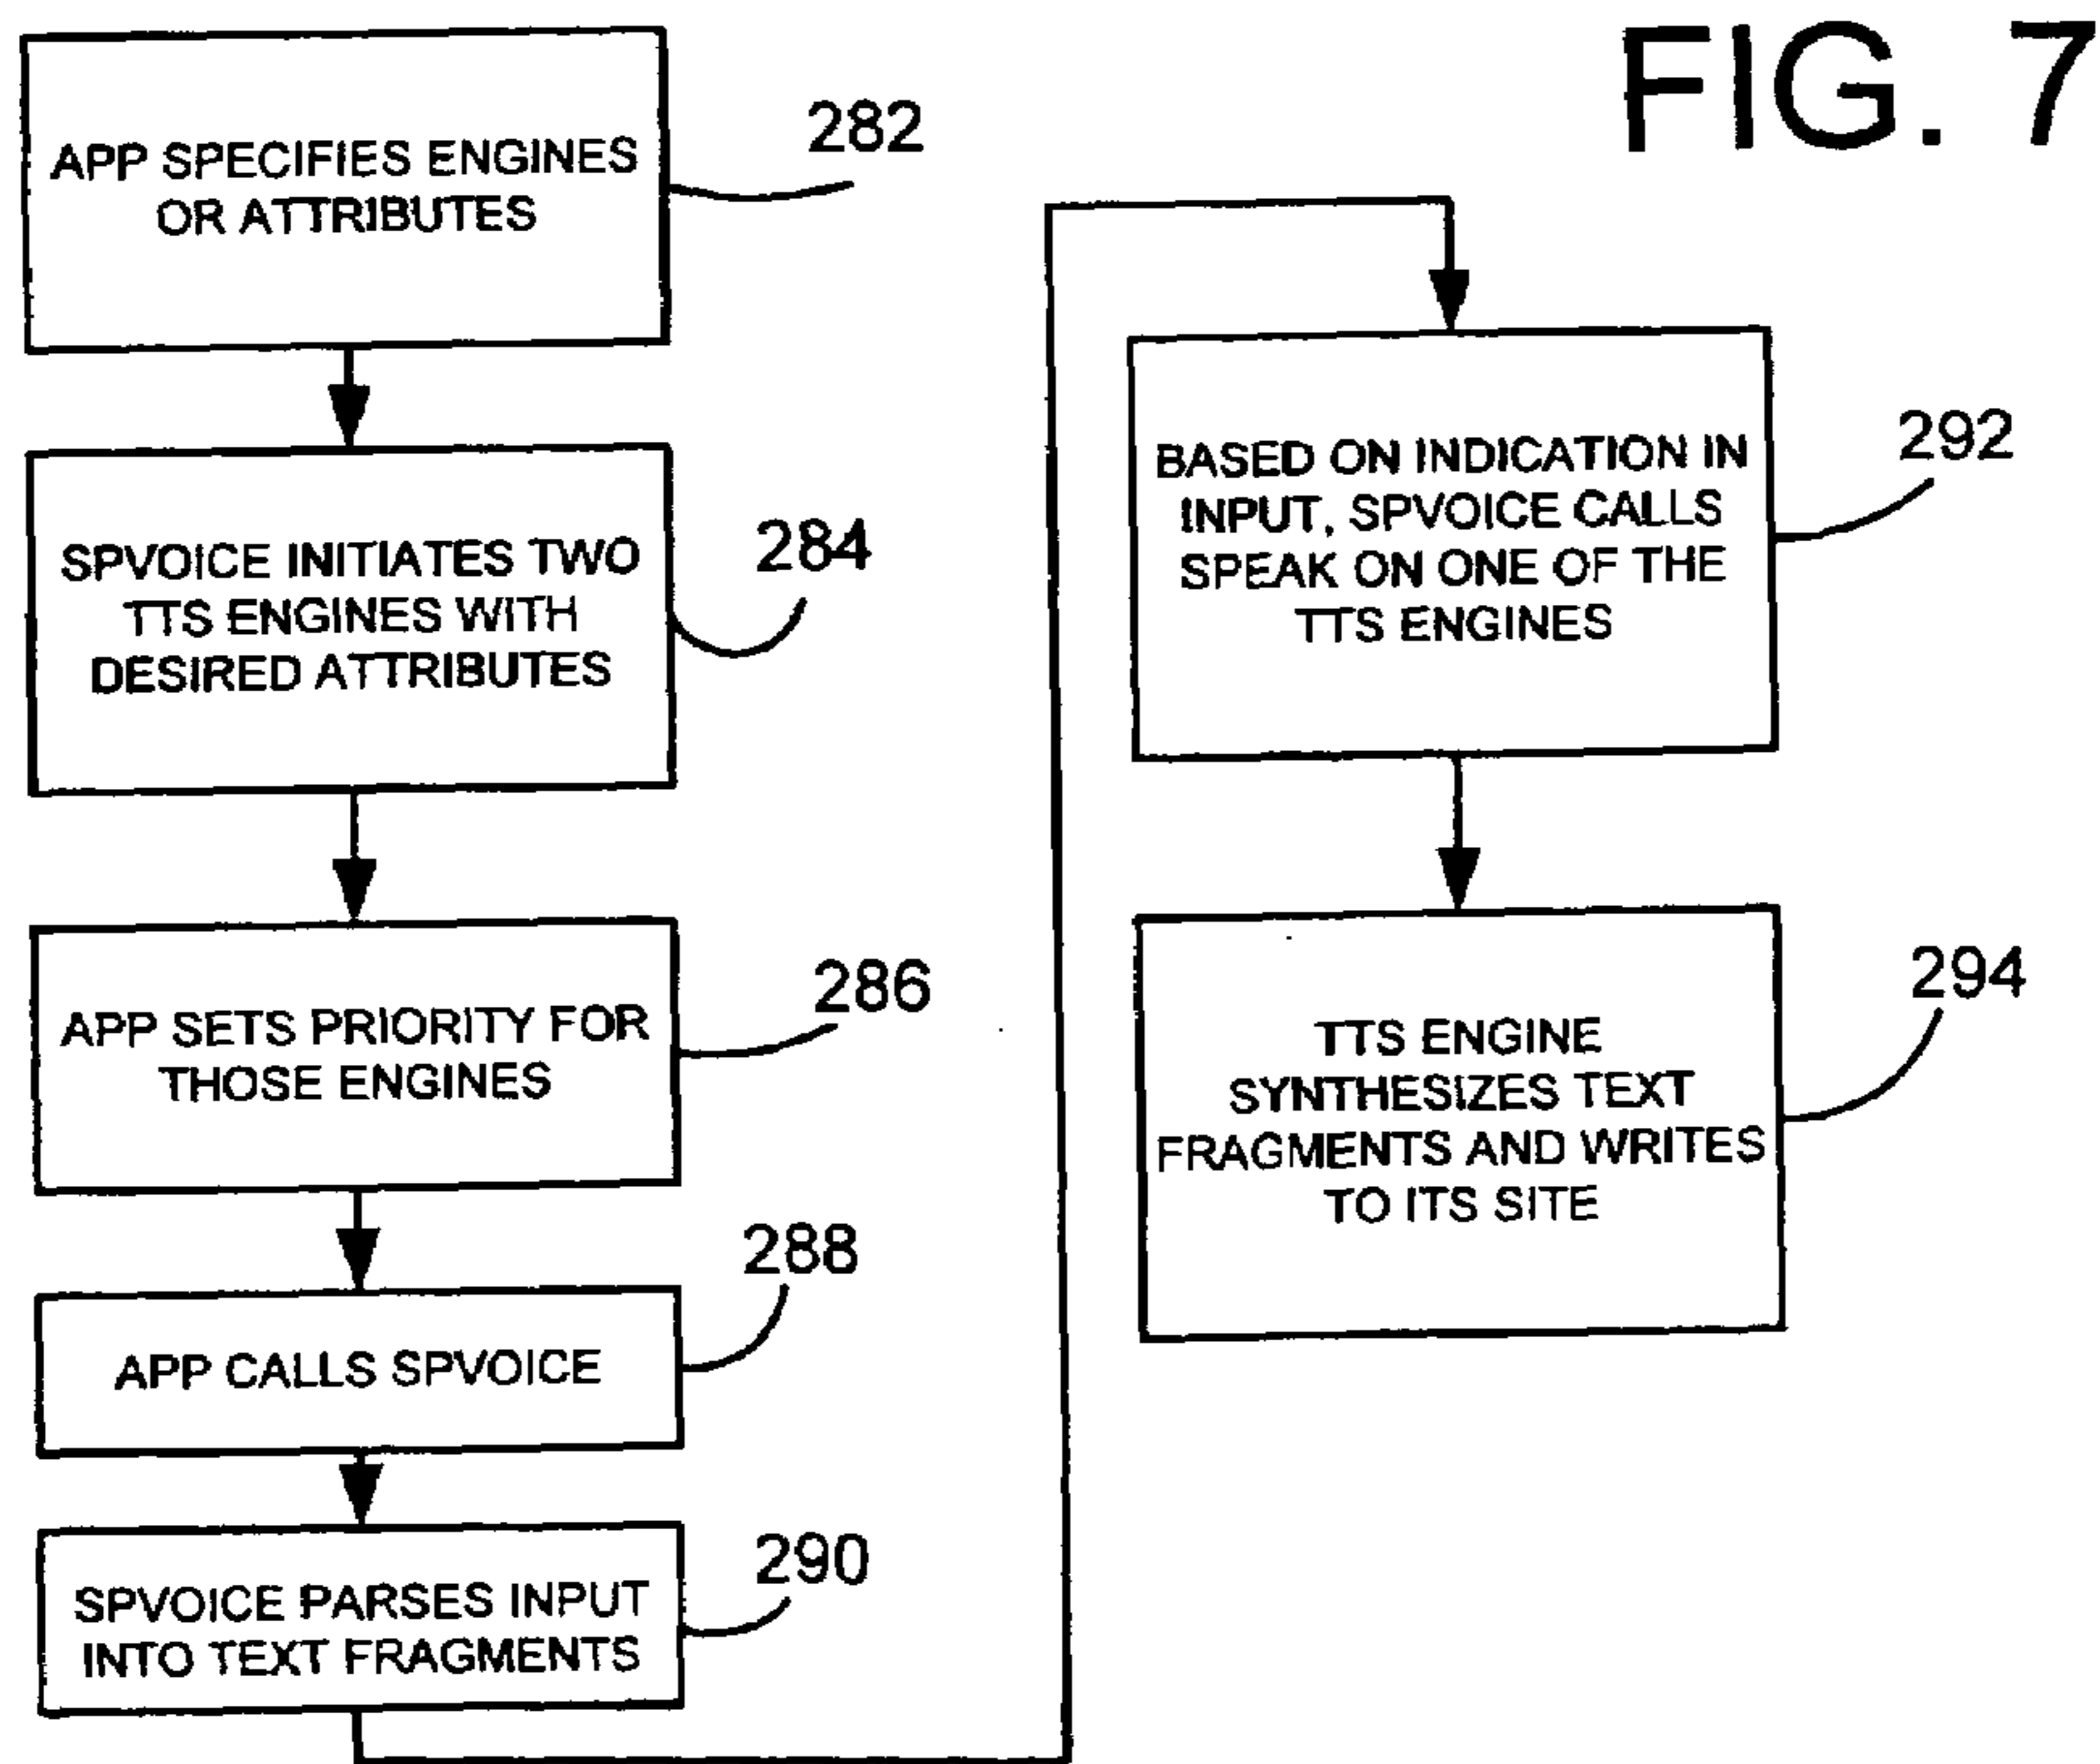 FIG. 7
APP SPECIFIES ENGINES
OR ATTRIBUTES
282
SPVOICE INITIATES TWO
TTS ENGINES WITH
DESIRED ATTRIBUTES
284
APP SETS PRIORITY FOR
THOSE ENGINES
286
APP CALLS SPVOICE
288
SPVOICE PARSES INPUT
INTO TEXT FRAGMENTS
290
BASED ON INDICATION IN
INPUT, SPVOICE CALLS
SPEAK ON ONE OF THE
TTS ENGINES
292
TTS ENGINE
SYNTHESIZES TEXT
FRAGMENTS AND WRITES
TO ITS SITE
294